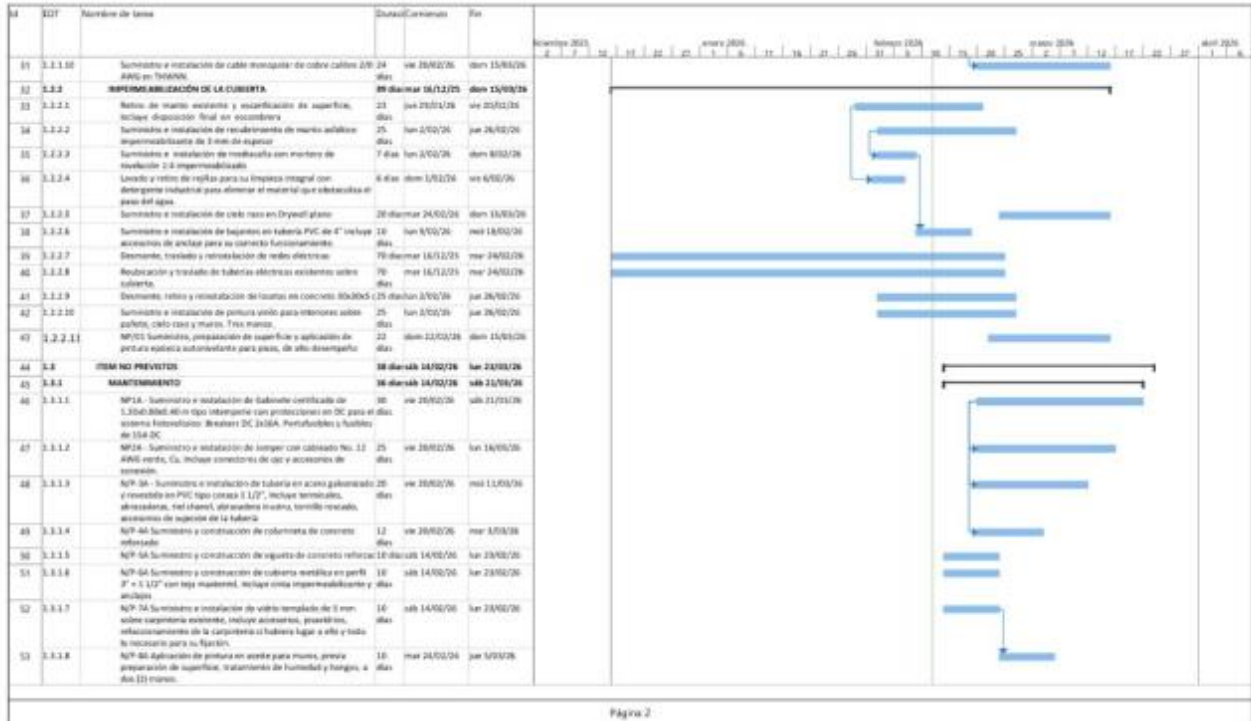 Id EDT Nombre de tarea Duració Comienzo Fin
diciembre 2025 enero 2026 febrero 2026 marzo 2026 abril 2026
2 7 12 17 22 27 1 6 11 16 21 26 31 5 10 15 20 25 2 7 12 17 22 27 1 6
31 1.2.1.10 Suministro e instalación de cable monopolar de cobre calibre 2/0 24 vie 20/02/26 dom 15/03/26
AWG en THWNN. días
32 1.2.2 IMPERMEABILIZACIÓN DE LA CUBIERTA 89 días mar 16/12/25 dom 15/03/26
33 1.2.2.1 Retiro de manto existente y escarificación de superficie, 23 jue 29/01/26 vie 20/02/26
incluye disposición final en escombrera días
34 1.2.2.2 Suministro e instalación de recubrimiento de manto asfáltico 25 lun 2/02/26 jue 26/02/26
impermeabilizante de 3 mm de espesor días
35 1.2.2.3 Suministro e instalación de mediacaña con mortero de 7 días lun 2/02/26 dom 8/02/26
nivelación 1:4 impermeabilizado
36 1.2.2.4 Lavado y retiro de rejillas para su limpieza integral con 6 días dom 1/02/26 vie 6/02/26
detergente industrial para eliminar el material que obstaculiza el
paso del agua.
37 1.2.2.5 Suministro e instalación de cielo raso en Drywall plano 20 días mar 24/02/26 dom 15/03/26
38 1.2.2.6 Suministro e instalación de bajantes en tubería PVC de 4" incluye 10 lun 9/02/26 mié 18/02/26
accesorios de anclaje para su correcto funcionamiento. días
39 1.2.2.7 Desmonte, traslado y reinstalación de redes eléctricas 70 días mar 16/12/25 mar 24/02/26
40 1.2.2.8 Reubicación y traslado de tuberías eléctricas existentes sobre 70 mar 16/12/25 mar 24/02/26
cubierta. días
41 1.2.2.9 Desmonte, retiro y reinstalación de losetas en concreto 25 días lun 2/02/26 jue 26/02/26
42 1.2.2.10 Suministro e instalación de pintura vinilo para interiores sobre 25 lun 2/02/26 jue 26/02/26
pañete, cielo raso y muros. Tres manos. días
43 1.2.2.11 NP/01 Suministro, preparación de superficie y aplicación de 22 dom 22/02/26 dom 15/03/26
pintura epóxica autonivelante para pisos, de alto desempeño días
44 1.3 ITEM NO PREVISTOS 38 días sáb 14/02/26 lun 23/03/26
45 1.3.1 MANTENIMIENTO 36 días sáb 14/02/26 sáb 21/03/26
46 1.3.1.1 NP1A - Suministro e instalación de Gabinete certificado de 30 vie 20/02/26 sáb 21/03/26
tipo intemperie con protecciones en DC para el días
sistema fotovoltaico: Breakers DC 2x16A. Portafusibles y fusibles
de 15A DC
47 1.3.1.2 NP2A - Suministro e instalación de Jumper con cableado No. 12 25 vie 20/02/26 lun 16/03/26
AWG verde, Cu, Incluye conectores de ojo y accesorios de días
conexión.
48 1.3.1.3 N/P-3A - Suministro e instalación de tubería en acero galvanizado 20 vie 20/02/26 mié 11/03/26
y revestido en PVC tipo coraza 1 1/2", Incluye terminales, días
abrazaderas, riel chanel, tornillo roscado,
accesorios de sujeción de la tubería
49 1.3.1.4 N/P-4A Suministro y construcción de columneta de concreto 12 vie 20/02/26 mar 3/03/26
reforzado días
50 1.3.1.5 N/P-5A Suministro y construcción de vigueta de concreto reforzado 10 días sáb 14/02/26 lun 23/02/26
51 1.3.1.6 N/P-6A Suministro y construcción de cubierta metálica en perfil 10 sáb 14/02/26 lun 23/02/26
3" × 1 1/2" con teja mastermil, incluye cinta impermeabilizante y días
anclajes
52 1.3.1.7 N/P-7A Suministro e instalación de vidrio templado de 5 mm 10 sáb 14/02/26 lun 23/02/26
sobre carpintería existente, incluye accesorios, pisavidrios, días
refaccionamiento de la carpintería si hubiera lugar a ello y todo
lo necesario para su fijación.
53 1.3.1.8 N/P-8A Aplicación de pintura en aceite para muros, previa 10 mar 24/02/26 jue 5/03/26
preparación de superficie, tratamiento de humedad y hongos, a días
dos (2) manos.
Página 2